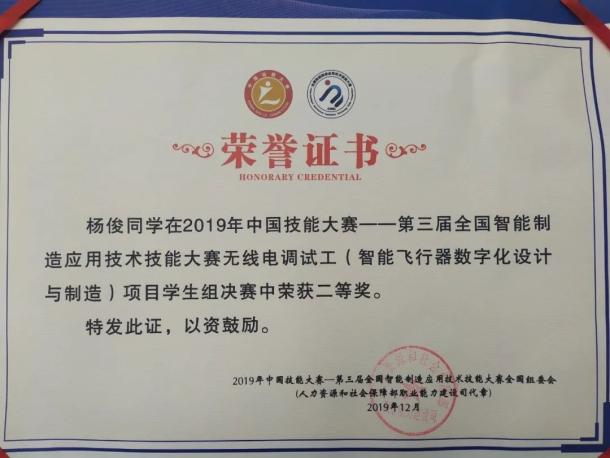 荣誉证书
HONORARY CREDENTIAL
杨俊同学在2019年中国技能大赛——第三届全国智能制
造应用技术技能大赛无线电调试工（智能飞行器数字化设计
与制造）项目学生组决赛中荣获二等奖。
特发此证，以资鼓励。
2019年中国技能大赛—第三届全国智能制造应用技术技能大赛全国组委会
(人力资源和社会保障部职业能力建设司代章)
2019年12月